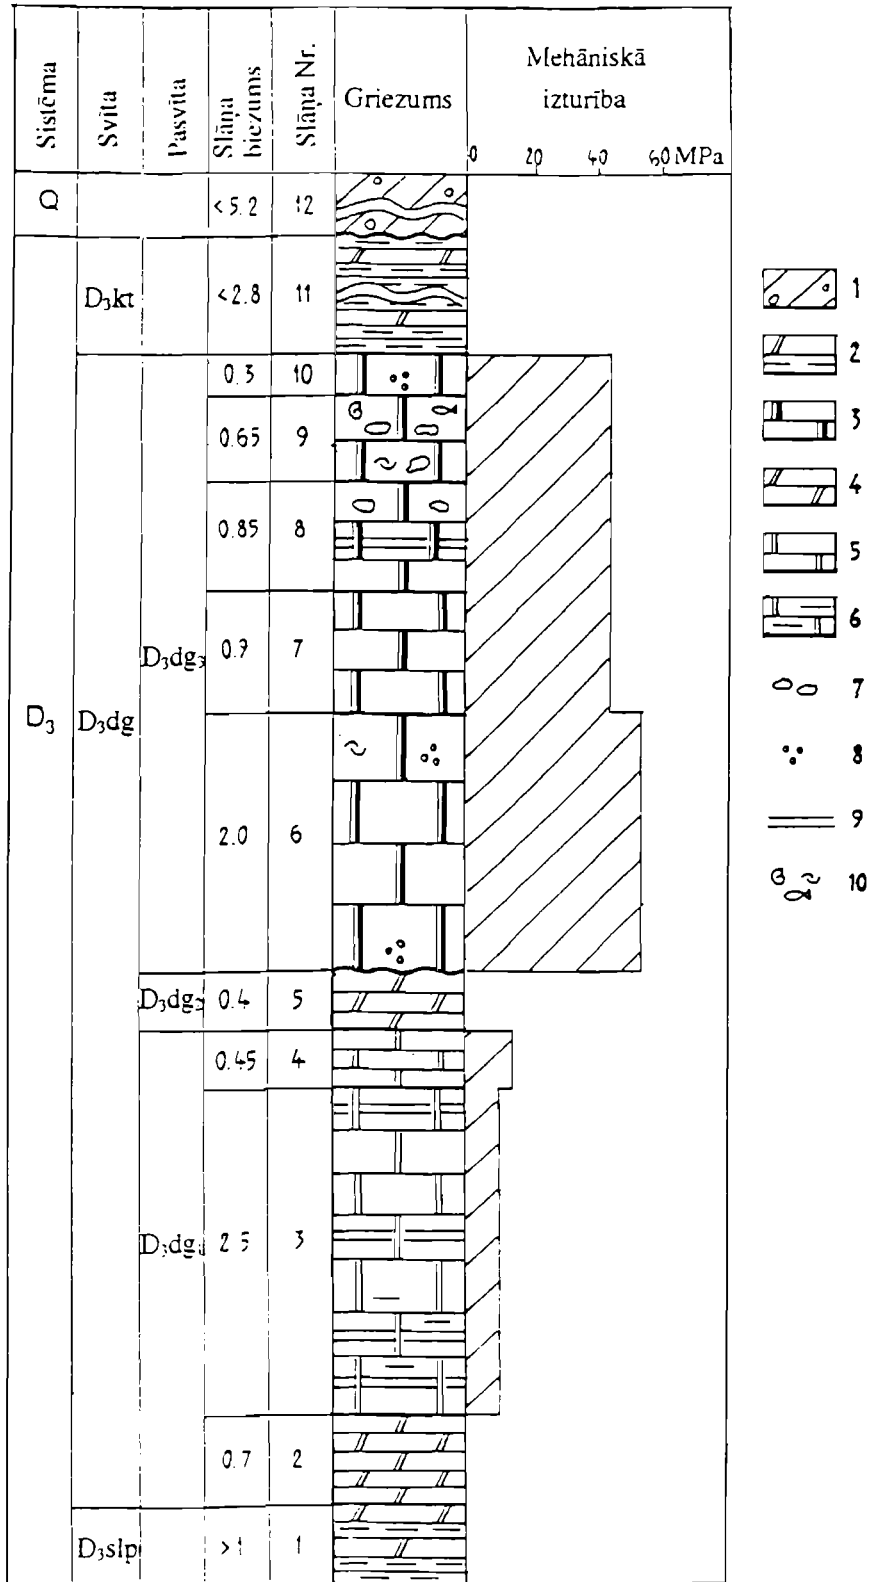 Sistēma
Svīta
Pasvīta
Slāņa
biezums
Slāņa Nr.
Griezums
Mehāniskā
izturība
0 20 40 60 MPa
Q <5.2 12
D₃kt <2.8 11
0.3 10
0.65 9
0.85 8
D₃dg₃ 0.9 7
D₃ D₃dg
2.0 6
D₃dg₂ 0.4 5
0.45 4
D₃dg₁ 2.5 3
0.7 2
D₃slp >1 1
1
2
3
4
5
6
7
8
9
10